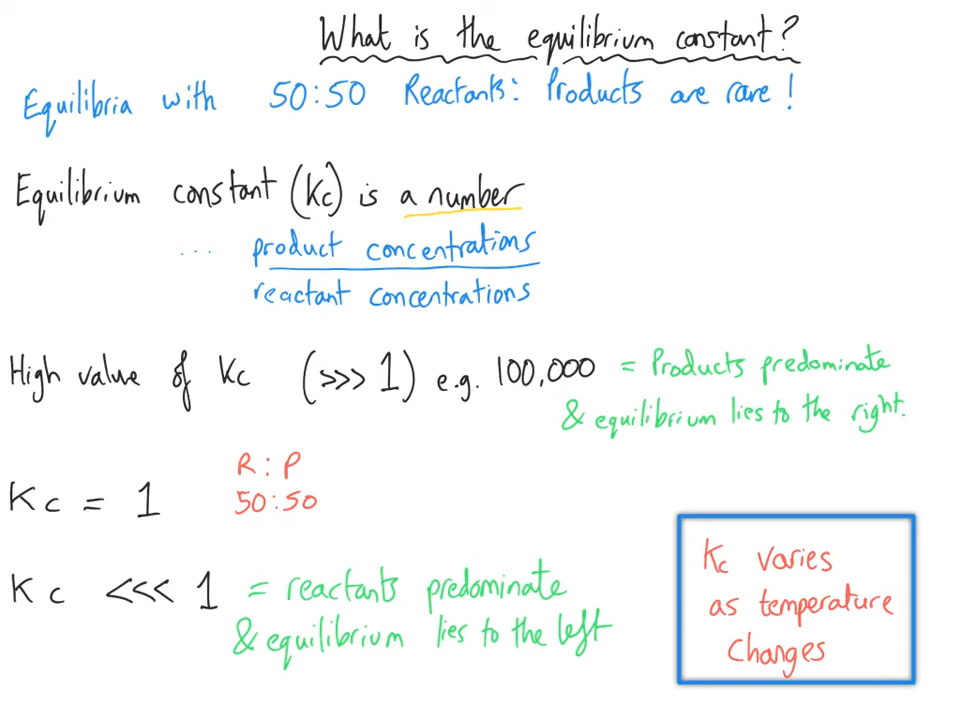 What is the equilibrium constant?
Equilibria with 50:50 Reactants: Products are rare!
Equilibrium constant (Kc) is a number
... product concentrations
reactant concentrations
High value of Kc (>>> 1) e.g. 100,000 = Products predominate
& equilibrium lies to the right.
R : P
Kc = 1 50:50
Kc <<< 1 = reactants predominate
& equilibrium lies to the left
Kc varies
as temperature
changes